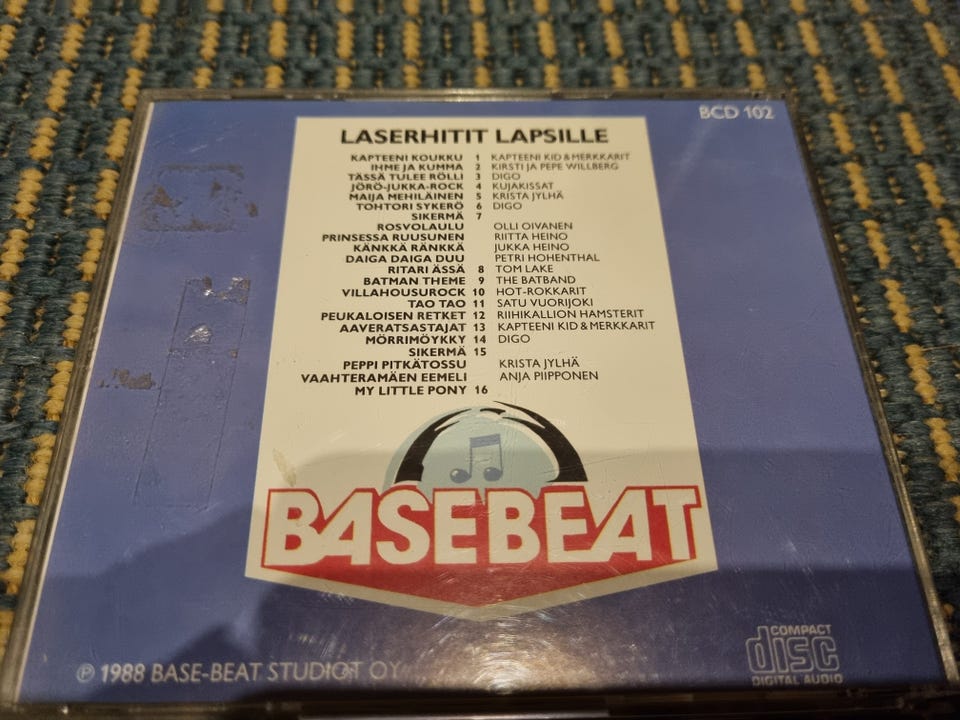 BCD 102
LASERHITIT LAPSILLE
KAPTEENI KOUKKU 1 KAPTEENI KID & MERKKARIT
IHME JA KUMMA 2 KIRSTI JA PEPE WILLBERG
TÄSSÄ TULEE RÖLLI 3 DIGO
JÖRÖ-JUKKA-ROCK 4 KUJAKISSAT
MAIJA MEHILÄINEN 5 KRISTA JYLHÄ
TOHTORI SYKERÖ 6 DIGO
SIKERMÄ 7
ROSVOLAULU OLLI OIVANEN
PRINSESSA RUUSUNEN RIITTA HEINO
KÄNKKÄ RÄNKKÄ JUKKA HEINO
DAIGA DAIGA DUU PETRI HOHENTHAL
RITARI ÄSSÄ 8 TOM LAKE
BATMAN THEME 9 THE BATBAND
VILLAHOUSUROCK 10 HOT-ROKKARIT
TAO TAO 11 SATU VUORIJOKI
PEUKALOISEN RETKET 12 RIIHIKALLION HAMSTERIT
AAVERATSASTAJAT 13 KAPTEENI KID & MERKKARIT
MÖRRIMÖYKKY 14 DIGO
SIKERMÄ 15
PEPPI PITKÄTOSSU KRISTA JYLHÄ
VAAHTERAMÄEN EEMELI ANJA PIIPPONEN
MY LITTLE PONY 16
BASEBEAT
℗ 1988 BASE-BEAT STUDIOT OY
COMPACT
disc
DIGITAL AUDIO